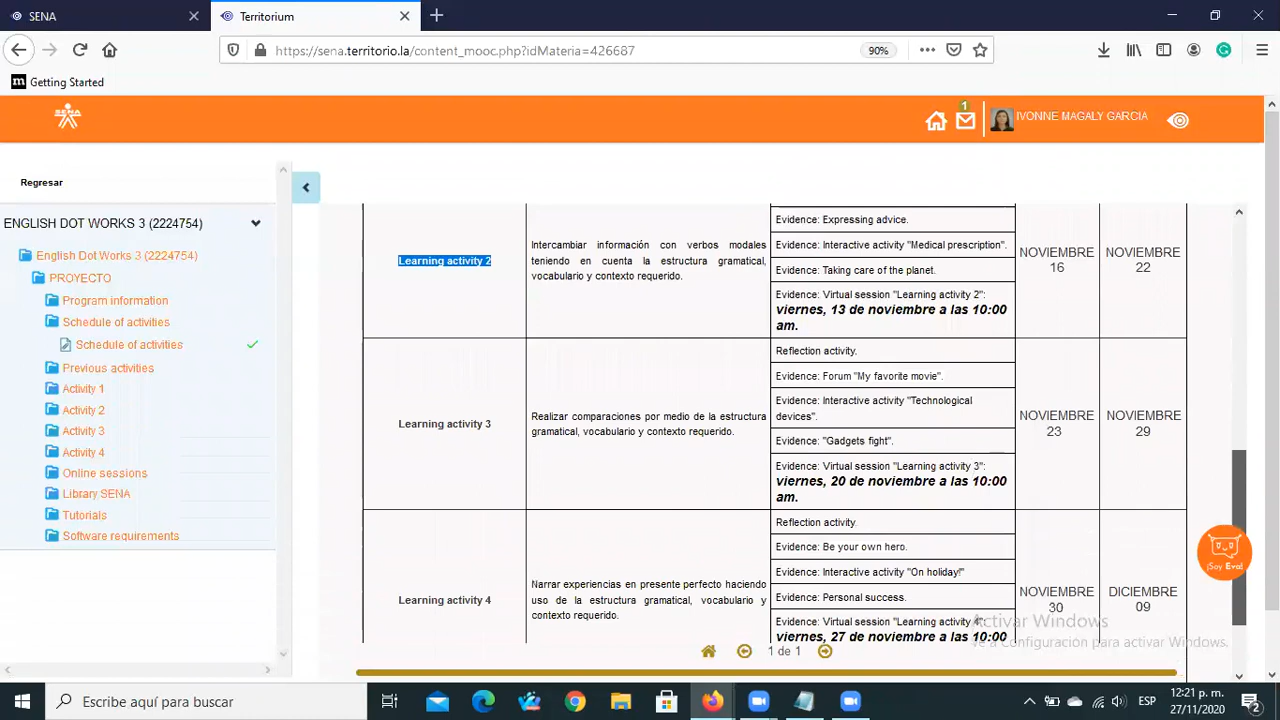 SENA
Territorium
https://sena.territorio.la/content_mooc.php?idMateria=426687
90%
m Getting Started
SENA
1
IVONNE MAGALY GARCIA
Regresar
ENGLISH DOT WORKS 3 (2224754)
English Dot Works 3 (2224754)
PROYECTO
Program information
Schedule of activities
Schedule of activities
Previous activities
Activity 1
Activity 2
Activity 3
Activity 4
Online sessions
Library SENA
Tutorials
Software requirements
Learning activity 2
Intercambiar información con verbos modales
teniendo en cuenta la estructura gramatical,
vocabulario y contexto requerido.
Evidence: Expressing advice.
Evidence: Interactive activity "Medical prescription".
Evidence: Taking care of the planet.
Evidence: Virtual session "Learning activity 2":
viernes, 13 de noviembre a las 10:00
am.
NOVIEMBRE
16
NOVIEMBRE
22
Learning activity 3
Realizar comparaciones por medio de la estructura
gramatical, vocabulario y contexto requerido.
Reflection activity.
Evidence: Forum "My favorite movie".
Evidence: Interactive activity "Technological
devices".
Evidence: "Gadgets fight".
Evidence: Virtual session "Learning activity 3":
viernes, 20 de noviembre a las 10:00
am.
NOVIEMBRE
23
NOVIEMBRE
29
Learning activity 4
Narrar experiencias en presente perfecto haciendo
uso de la estructura gramatical, vocabulario y
contexto requerido.
Reflection activity.
Evidence: Be your own hero.
Evidence: Interactive activity "On holiday!"
Evidence: Personal success.
Evidence: Virtual session "Learning activity 4":
viernes, 27 de noviembre a las 10:00
NOVIEMBRE
30
DICIEMBRE
09
¡Soy Eva!
Activar Windows
Ve a Configuración para activar Windows.
1 de 1
Escribe aquí para buscar
ESP
12:21 p. m.
27/11/2020
2